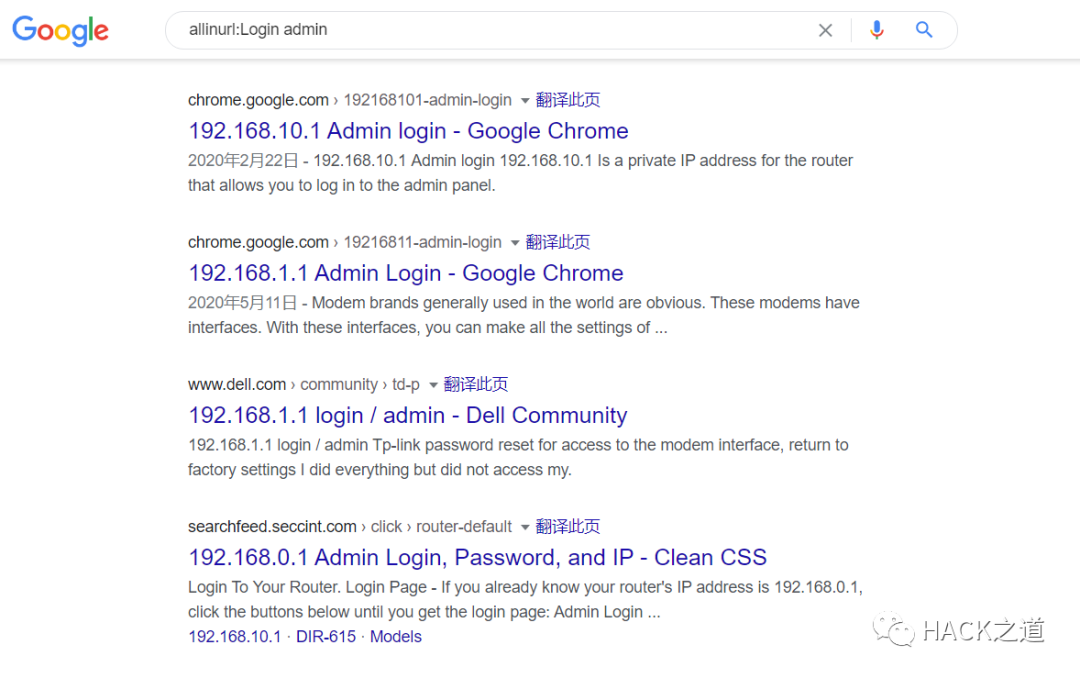 Google
allinurl:Login admin
chrome.google.com › 192168101-admin-login ▼ 翻译此页
192.168.10.1 Admin login - Google Chrome
2020年2月22日 - 192.168.10.1 Admin login 192.168.10.1 Is a private IP address for the router
that allows you to log in to the admin panel.
chrome.google.com › 19216811-admin-login ▼ 翻译此页
192.168.1.1 Admin Login - Google Chrome
2020年5月11日 - Modem brands generally used in the world are obvious. These modems have
interfaces. With these interfaces, you can make all the settings of ...
www.dell.com › community › td-p ▼ 翻译此页
192.168.1.1 login / admin - Dell Community
192.168.1.1 login / admin Tp-link password reset for access to the modem interface, return to
factory settings I did everything but did not access my.
searchfeed.seccint.com › click › router-default ▼ 翻译此页
192.168.0.1 Admin Login, Password, and IP - Clean CSS
Login To Your Router. Login Page - If you already know your router's IP address is 192.168.0.1,
click the buttons below until you get the login page: Admin Login ...
192.168.10.1 · DIR-615 · Models
HACK之道